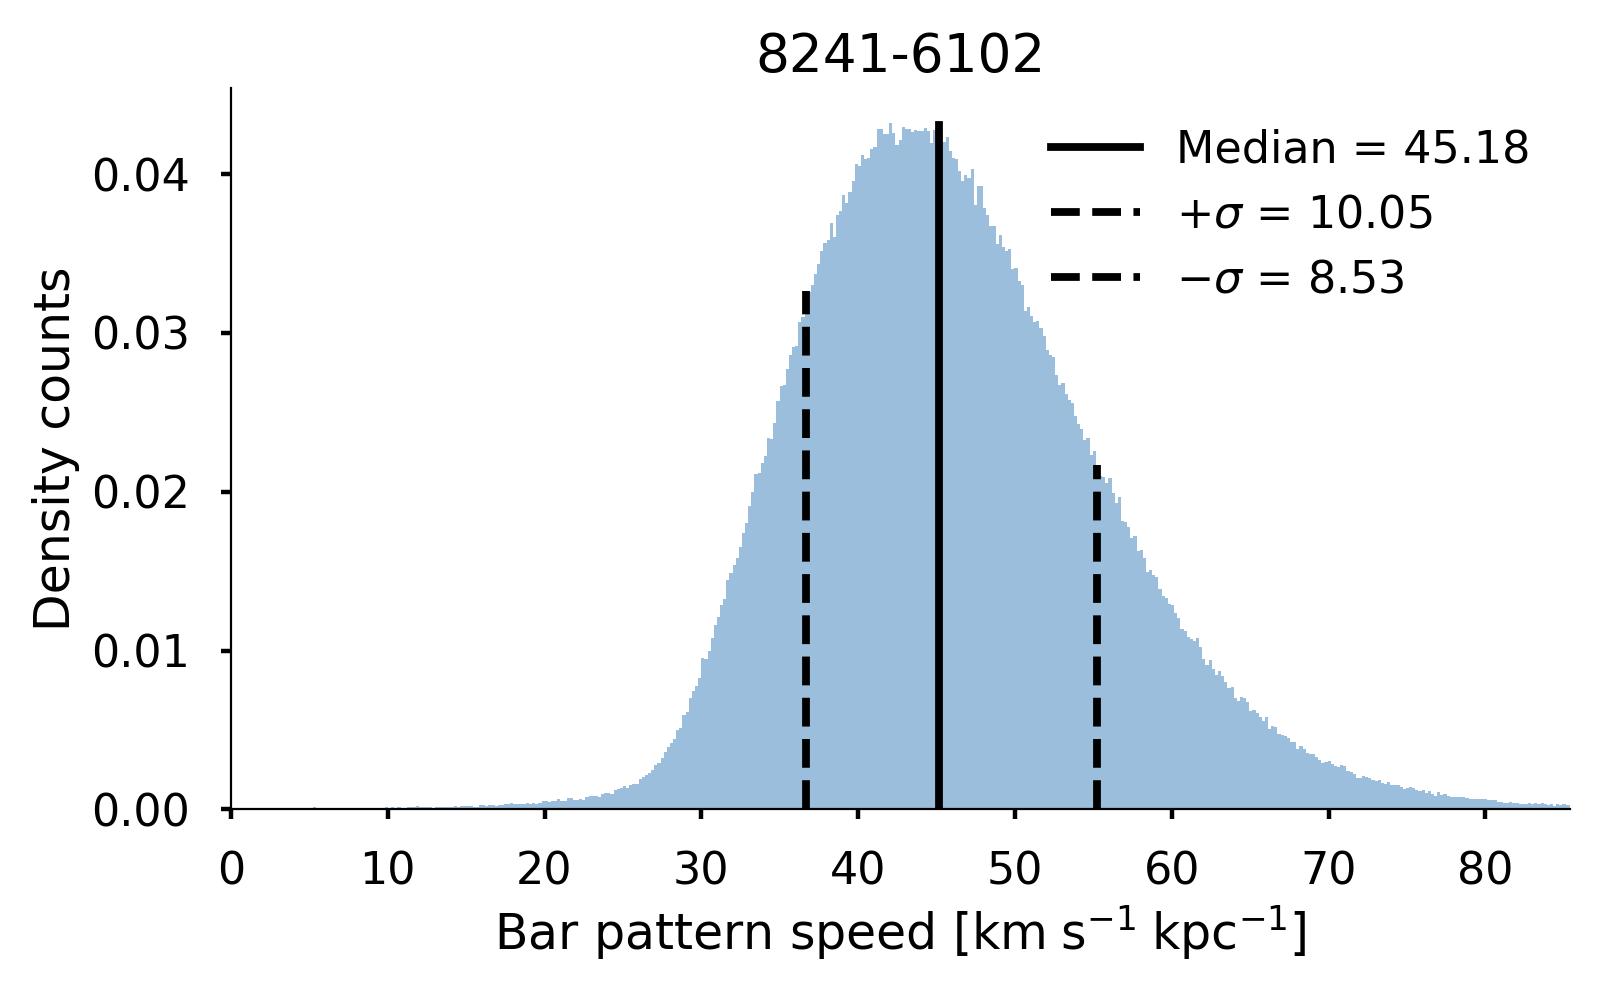 8241-6102
Median = 45.18
+σ = 10.05
−σ = 8.53
Density counts
0.04
0.03
0.02
0.01
0.00
0 10 20 30 40 50 60 70 80
Bar pattern speed [km s⁻¹ kpc⁻¹]